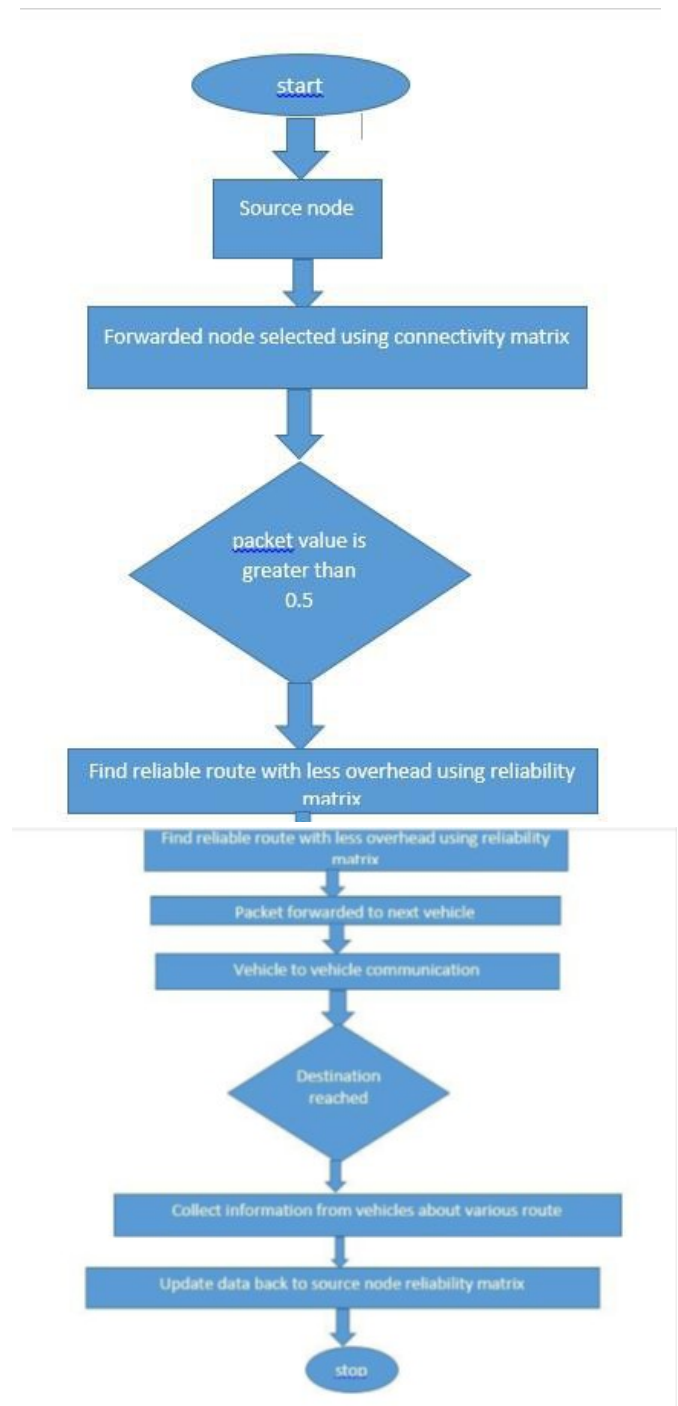 start
Source node
Forwarded node selected using connectivity matrix
packet value is
greater than
0.5
Find reliable route with less overhead using reliability
matrix
Find reliable route with less overhead using reliability
matrix
Packet forwarded to next vehicle
Vehicle to vehicle communication
Destination
reached
Collect information from vehicles about various route
Update data back to source node reliability matrix
stop